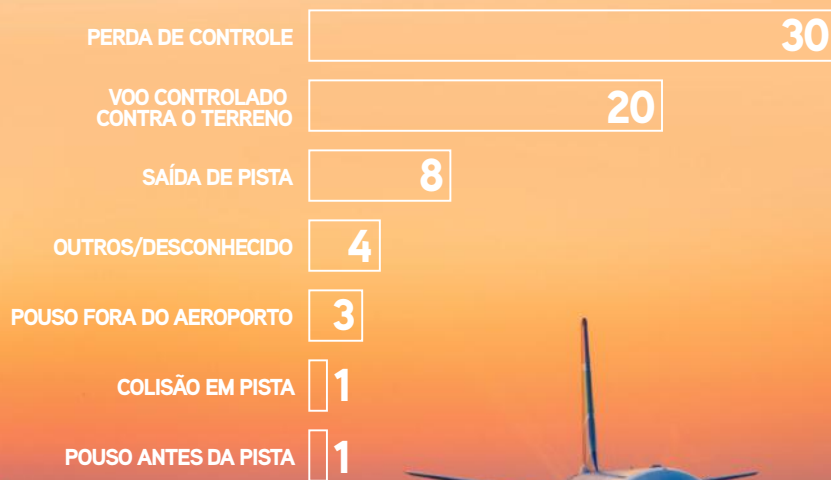 PERDA DE CONTROLE 30
VOO CONTROLADO
CONTRA O TERRENO 20
SAÍDA DE PISTA 8
OUTROS/DESCONHECIDO 4
POUSO FORA DO AEROPORTO 3
COLISÃO EM PISTA 1
POUSO ANTES DA PISTA 1